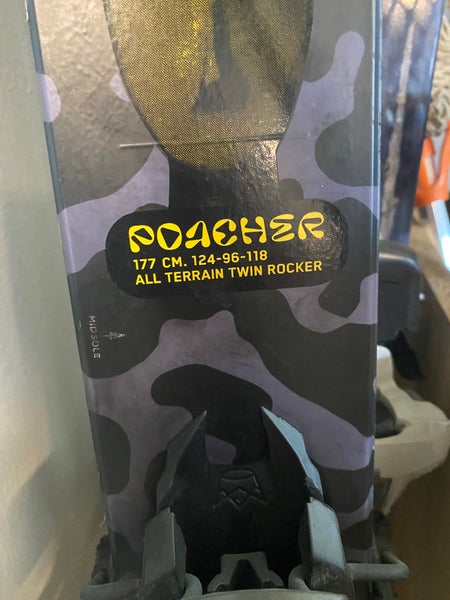 POACHER
177 CM. 124-96-118
ALL TERRAIN TWIN ROCKER
MIDSOLE